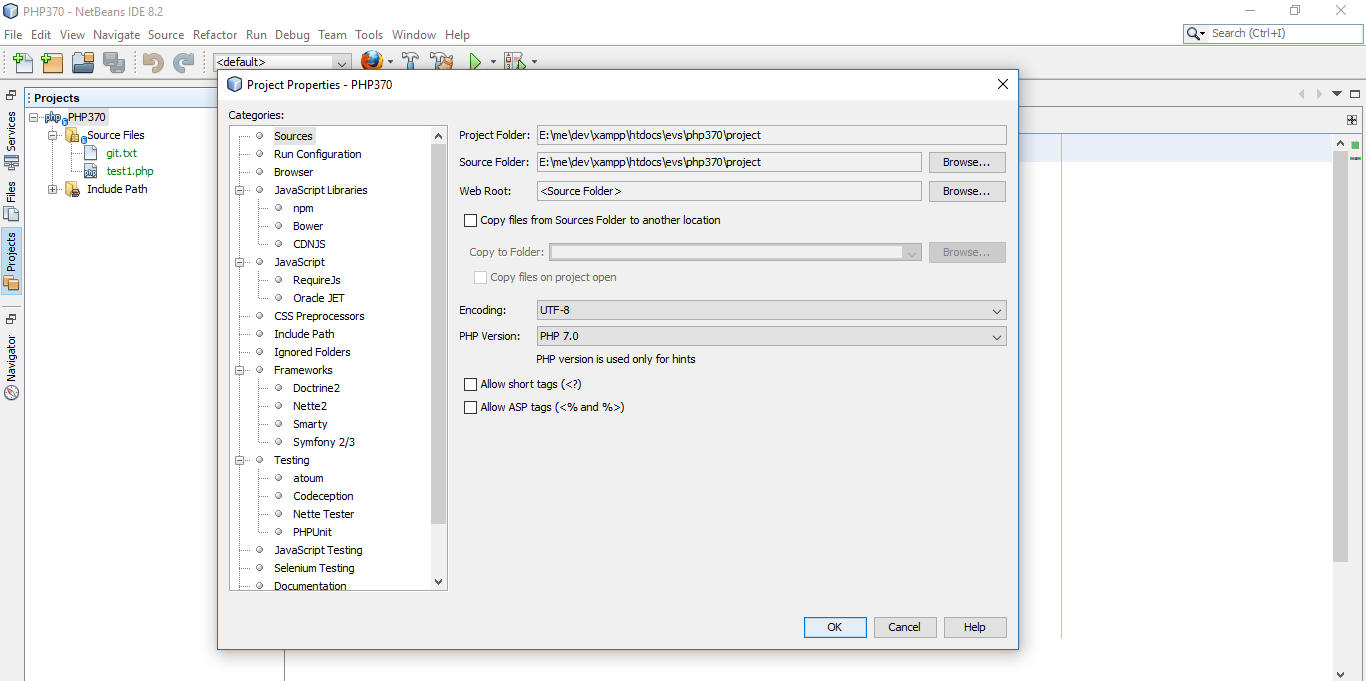 PHP370 - NetBeans IDE 8.2
File Edit View Navigate Source Refactor Run Debug Team Tools Window Help
Search (Ctrl+I)
<default>
Projects
PHP370
Source Files
git.txt
test1.php
Include Path
Services
Files
Projects
Navigator
Project Properties - PHP370
Categories:
Sources
Run Configuration
Browser
JavaScript Libraries
npm
Bower
CDNJS
JavaScript
RequireJs
Oracle JET
CSS Preprocessors
Include Path
Ignored Folders
Frameworks
Doctrine2
Nette2
Smarty
Symfony 2/3
Testing
atoum
Codeception
Nette Tester
PHPUnit
JavaScript Testing
Selenium Testing
Documentation
Project Folder: E:\me\dev\xampp\htdocs\evs\php370\project
Source Folder: E:\me\dev\xampp\htdocs\evs\php370\project Browse...
Web Root: <Source Folder> Browse...
Copy files from Sources Folder to another location
Copy to Folder: Browse...
Copy files on project open
Encoding: UTF-8
PHP Version: PHP 7.0
PHP version is used only for hints
Allow short tags (<?)
Allow ASP tags (<% and %>)
OK Cancel Help